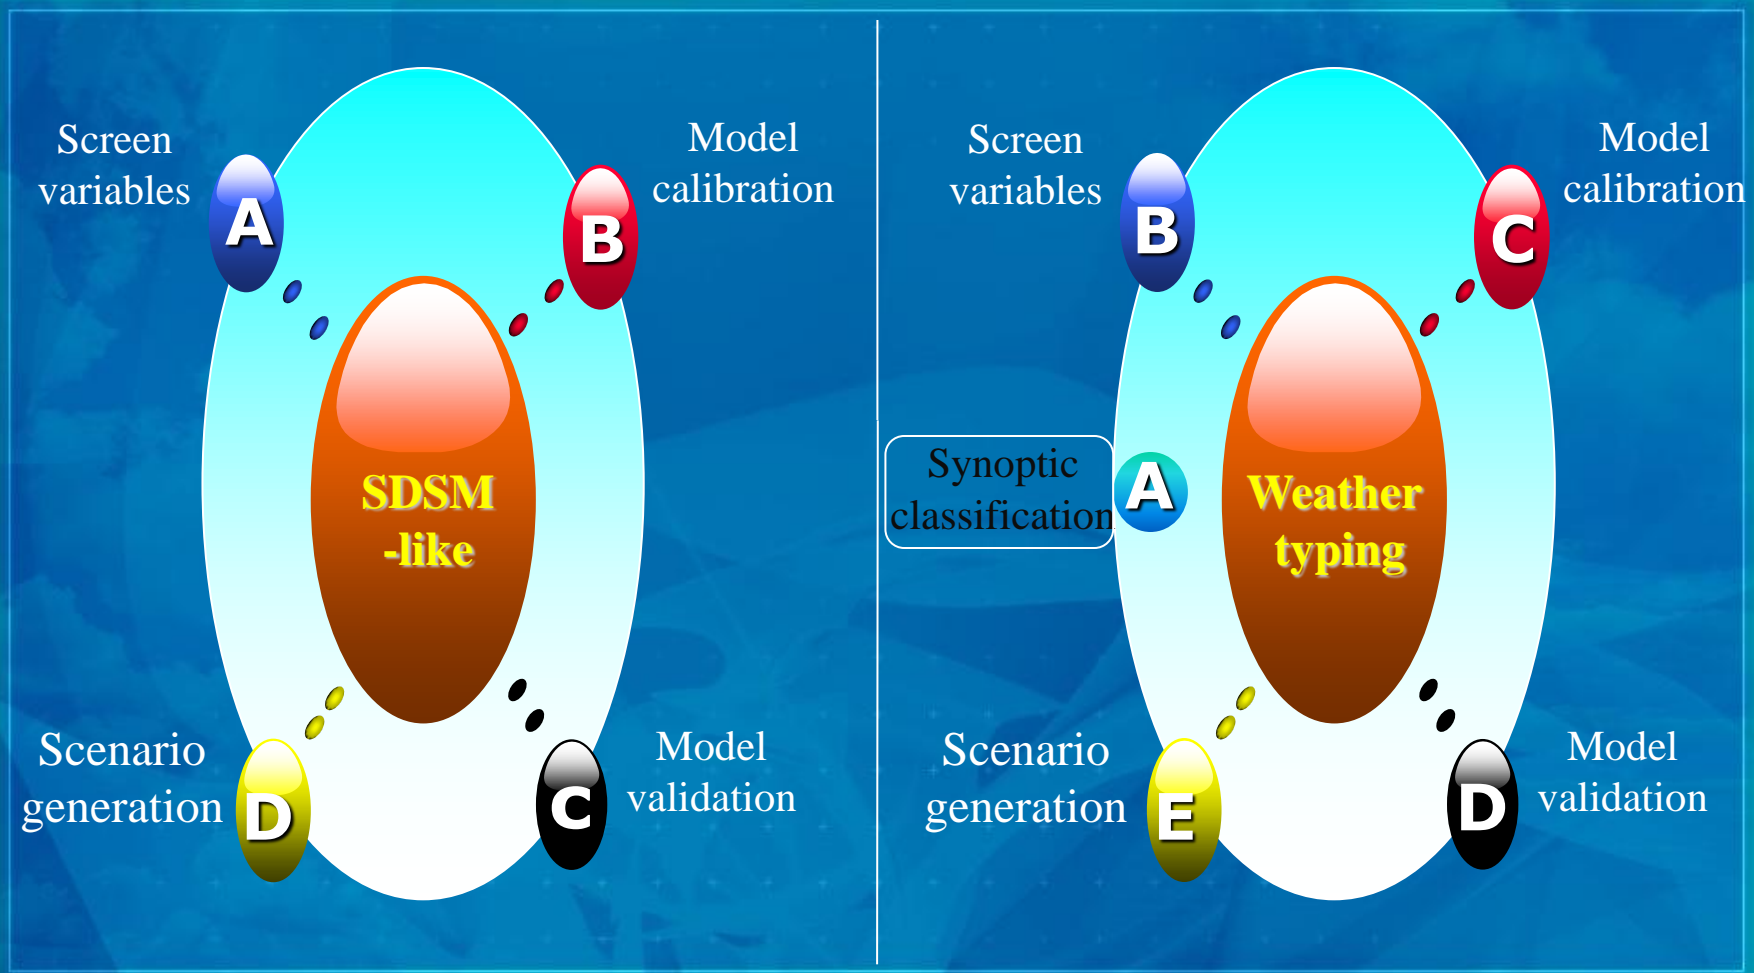 Screen
variables
A
Model
calibration
B
SDSM
-like
Scenario
generation
D
Model
validation
C
Screen
variables
B
Model
calibration
C
Synoptic
classification
A
Weather
typing
Scenario
generation
E
Model
validation
D